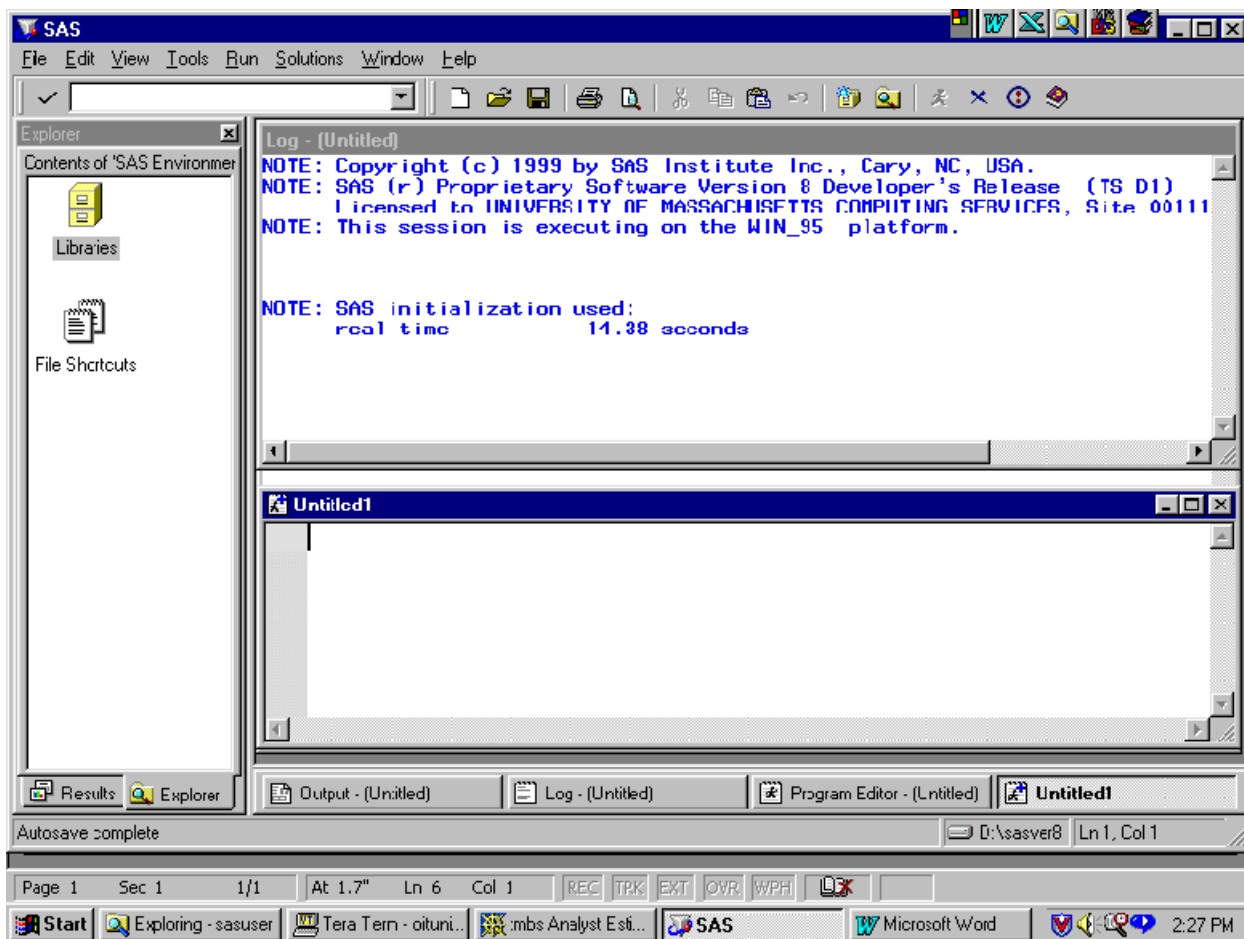 SAS
File Edit View Tools Run Solutions Window Help
Explorer
Contents of 'SAS Environmen
Libraries
File Shortcuts
Log - (Untitled)
NOTE: Copyright (c) 1999 by SAS Institute Inc., Cary, NC, USA.
NOTE: SAS (r) Proprietary Software Version 8 Developer's Release (TS D1)
Licensed to UNIVERSITY OF MASSACHUSETTS COMPUTING SERVICES, Site 00111
NOTE: This session is executing on the WIN_95 platform.
NOTE: SAS initialization used:
real time 14.38 seconds
Untitled1
Results Explorer
Output - (Untitled) Log - (Untitled) Program Editor - (Untitled) Untitled1
Autosave complete D:\sasver8 Ln 1, Col 1
Page 1 Sec 1 1/1 At 1.7" Ln 6 Col 1 REC TRK EXT OVR WPH
Start Exploring - sasuser Tera Term - oituni... :mbs Analyst Esti... SAS Microsoft Word 2:27 PM